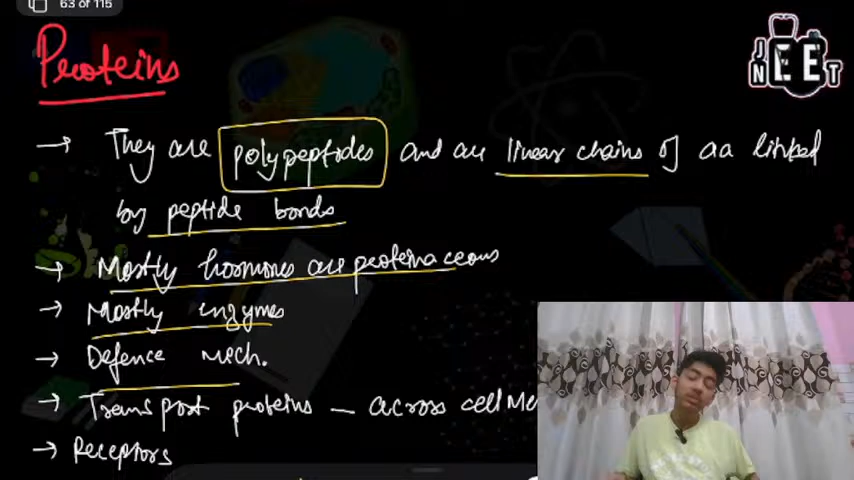 63 of 115
Proteins
JNEET
→ They are polypeptides and are linear chains of aa linked
by peptide bonds
→ Mostly hormones are proteinaceous
→ Mostly enzymes
→ Defence Mech.
→ Transport proteins – across cell Me
→ Receptors